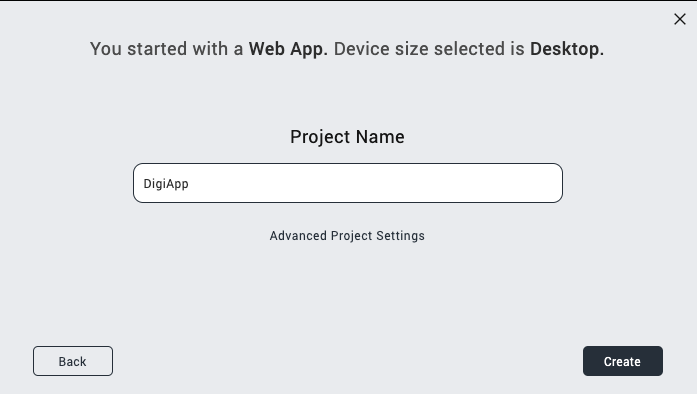 You started with a Web App. Device size selected is Desktop.
Project Name
DigiApp
Advanced Project Settings
Back
Create